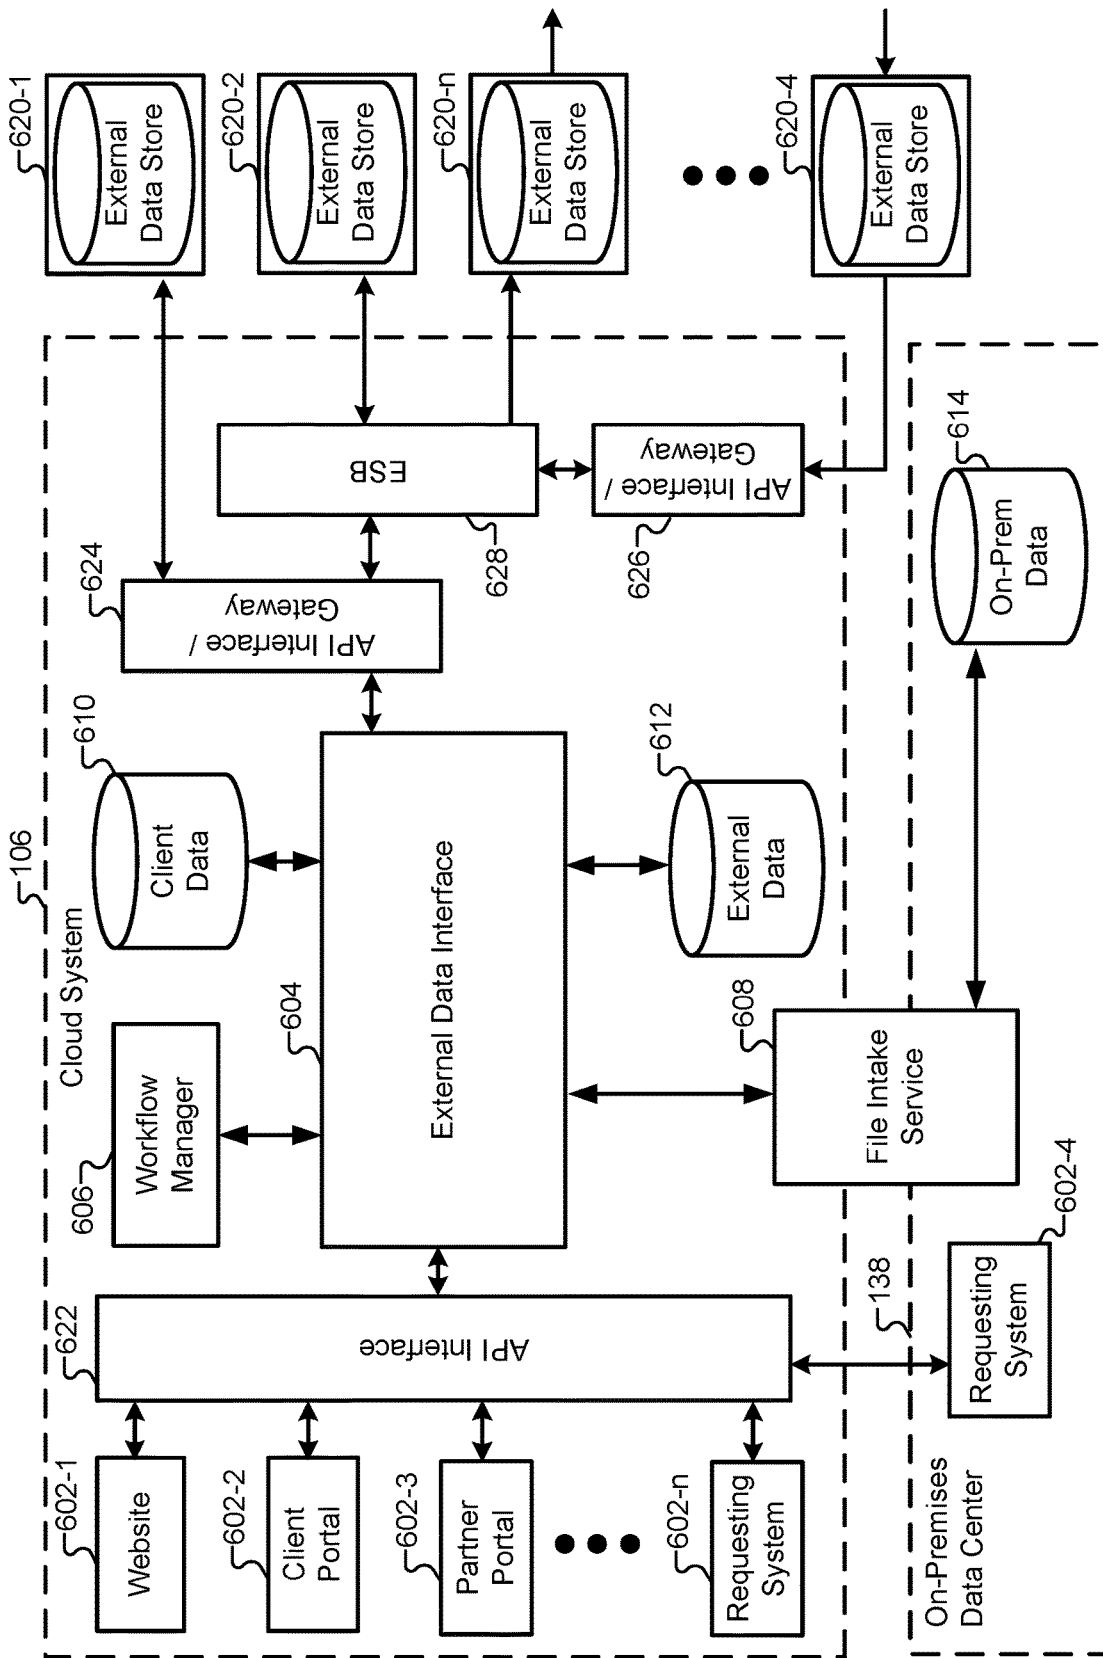 106
Cloud System
602-1
Website
602-2
Client
Portal
602-3
Partner
Portal
602-n
Requesting
System
622
API Interface
606
Workflow
Manager
604
External Data Interface
610
Client
Data
612
External
Data
608
File Intake
Service
624
API Interface /
Gateway
628
ESB
626
API Interface /
Gateway
620-1
External
Data Store
620-2
External
Data Store
620-n
External
Data Store
620-4
External
Data Store
On-Premises
Data Center
138
602-4
Requesting
System
614
On-Prem
Data